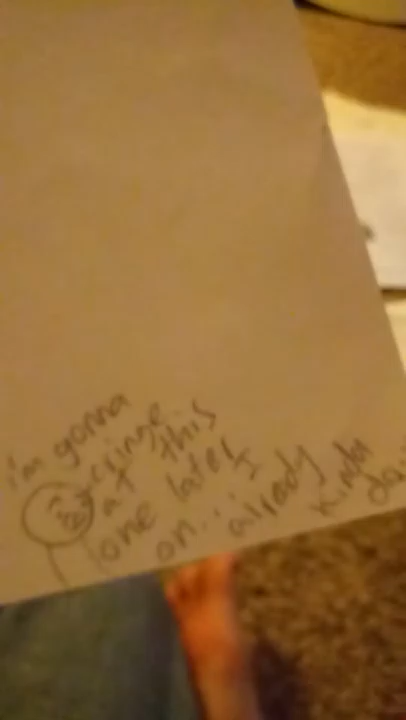 i'm gonna
cringe
at this
one later
on... I
already
kinda
do..